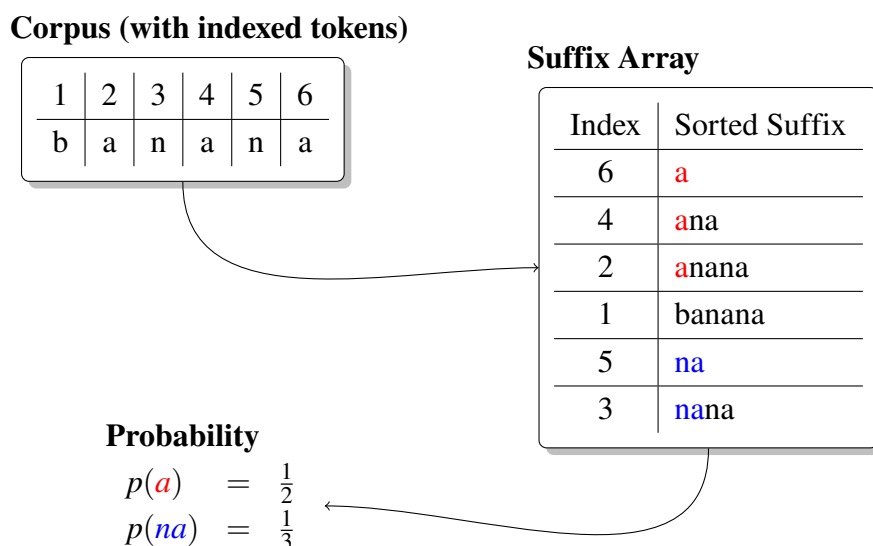 Corpus (with indexed tokens)
1 2 3 4 5 6
b a n a n a
Suffix Array
Index Sorted Suffix
6 a
4 ana
2 anana
1 banana
5 na
3 nana
Probability
p(a) = 1/2
p(na) = 1/3